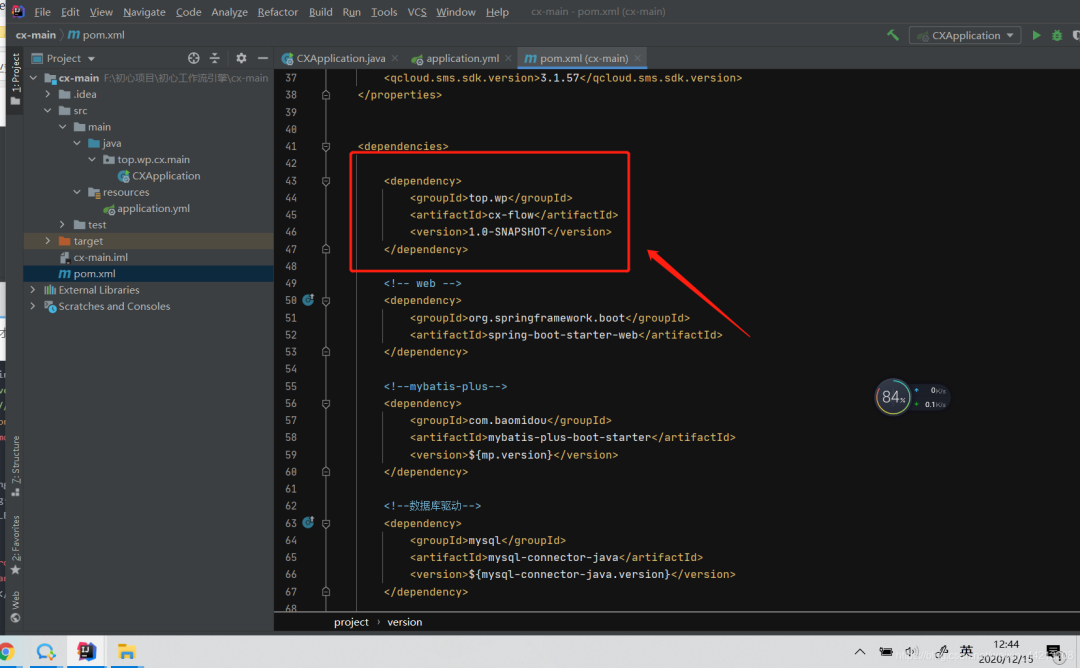 File Edit View Navigate Code Analyze Refactor Build Run Tools VCS Window Help cx-main - pom.xml (cx-main)
cx-main pom.xml CXApplication
Project
CXApplication.java application.yml pom.xml (cx-main)
1: Project
cx-main F:\初心项目\初心工作流引擎\cx-main
.idea
src
main
java
top.wp.cx.main
CXApplication
resources
application.yml
test
target
cx-main.iml
pom.xml
External Libraries
Scratches and Consoles
Z: Structure
2: Favorites
Web
37 <qcloud.sms.sdk.version>3.1.57</qcloud.sms.sdk.version>
38 </properties>
39
40
41 <dependencies>
42
43 <dependency>
44 <groupId>top.wp</groupId>
45 <artifactId>cx-flow</artifactId>
46 <version>1.0-SNAPSHOT</version>
47 </dependency>
48
49 <!-- web -->
50 <dependency>
51 <groupId>org.springframework.boot</groupId>
52 <artifactId>spring-boot-starter-web</artifactId>
53 </dependency>
54
55 <!--mybatis-plus-->
56 <dependency>
57 <groupId>com.baomidou</groupId>
58 <artifactId>mybatis-plus-boot-starter</artifactId>
59 <version>${mp.version}</version>
60 </dependency>
61
62 <!--数据库驱动-->
63 <dependency>
64 <groupId>mysql</groupId>
65 <artifactId>mysql-connector-java</artifactId>
66 <version>${mysql-connector-java.version}</version>
67 </dependency>
68
84%
0K/s
0.1K/s
project › version
英
12:44
2020/12/15